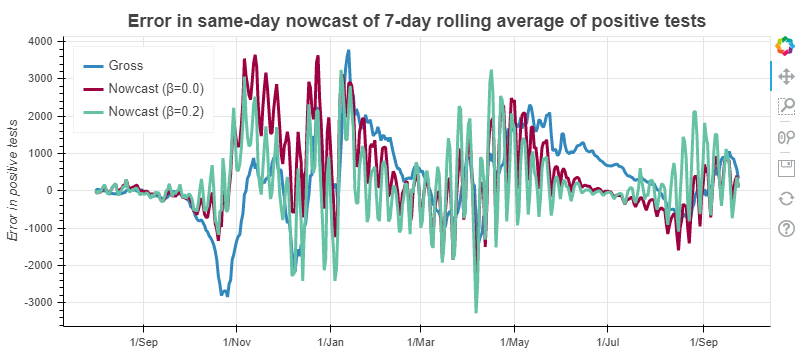 Error in same-day nowcast of 7-day rolling average of positive tests
Error in positive tests
4000
3000
2000
1000
0
-1000
-2000
-3000
Gross
Nowcast (β=0.0)
Nowcast (β=0.2)
1/Sep
1/Nov
1/Jan
1/Mar
1/May
1/Jul
1/Sep